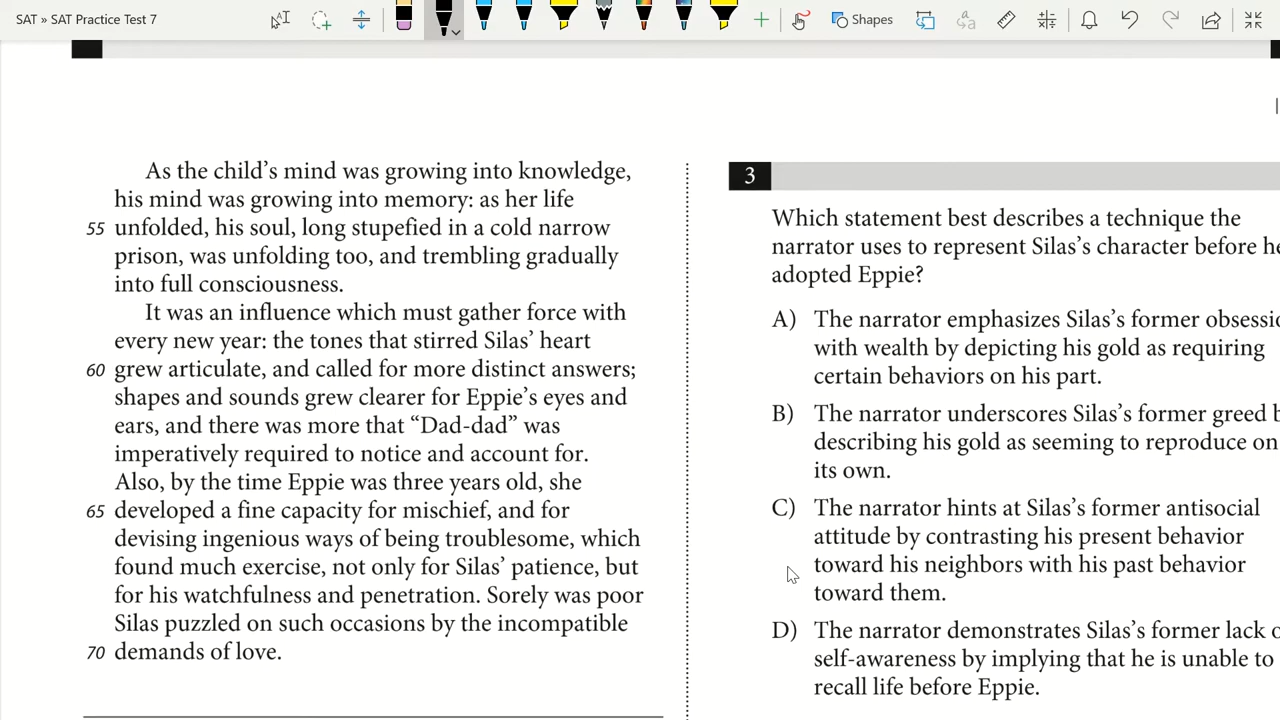 SAT » SAT Practice Test 7
Shapes
As the child's mind was growing into knowledge,
his mind was growing into memory: as her life
55 unfolded, his soul, long stupefied in a cold narrow
prison, was unfolding too, and trembling gradually
into full consciousness.
It was an influence which must gather force with
every new year: the tones that stirred Silas' heart
60 grew articulate, and called for more distinct answers;
shapes and sounds grew clearer for Eppie's eyes and
ears, and there was more that “Dad-dad” was
imperatively required to notice and account for.
Also, by the time Eppie was three years old, she
65 developed a fine capacity for mischief, and for
devising ingenious ways of being troublesome, which
found much exercise, not only for Silas' patience, but
for his watchfulness and penetration. Sorely was poor
Silas puzzled on such occasions by the incompatible
70 demands of love.
3
Which statement best describes a technique the
narrator uses to represent Silas's character before he
adopted Eppie?
A) The narrator emphasizes Silas's former obsessio
with wealth by depicting his gold as requiring
certain behaviors on his part.
B) The narrator underscores Silas's former greed b
describing his gold as seeming to reproduce on
its own.
C) The narrator hints at Silas's former antisocial
attitude by contrasting his present behavior
toward his neighbors with his past behavior
toward them.
D) The narrator demonstrates Silas's former lack o
self-awareness by implying that he is unable to
recall life before Eppie.